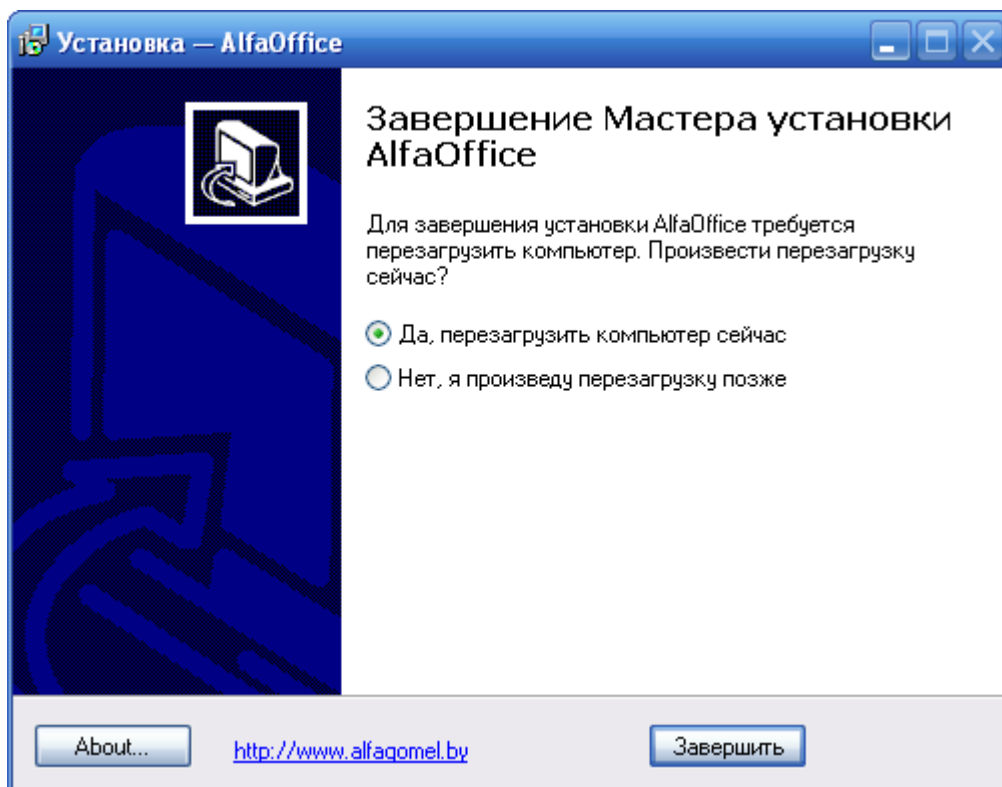 Установка — AlfaOffice
Завершение Мастера установки
AlfaOffice
Для завершения установки AlfaOffice требуется
перезагрузить компьютер. Произвести перезагрузку
сейчас?
Да, перезагрузить компьютер сейчас
Нет, я произведу перезагрузку позже
About...
http://www.alfagomel.by
Завершить